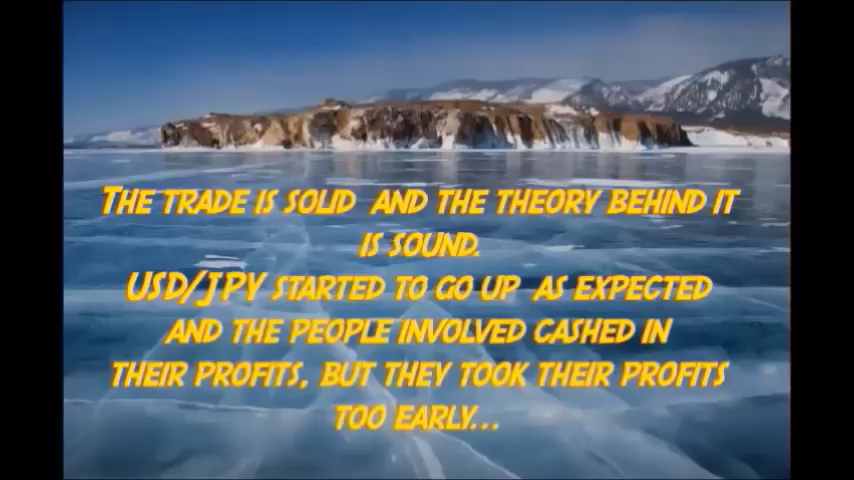 THE TRADE IS SOLID AND THE THEORY BEHIND IT
IS SOUND.
USD/JPY STARTED TO GO UP AS EXPECTED
AND THE PEOPLE INVOLVED CASHED IN
THEIR PROFITS, BUT THEY TOOK THEIR PROFITS
TOO EARLY...